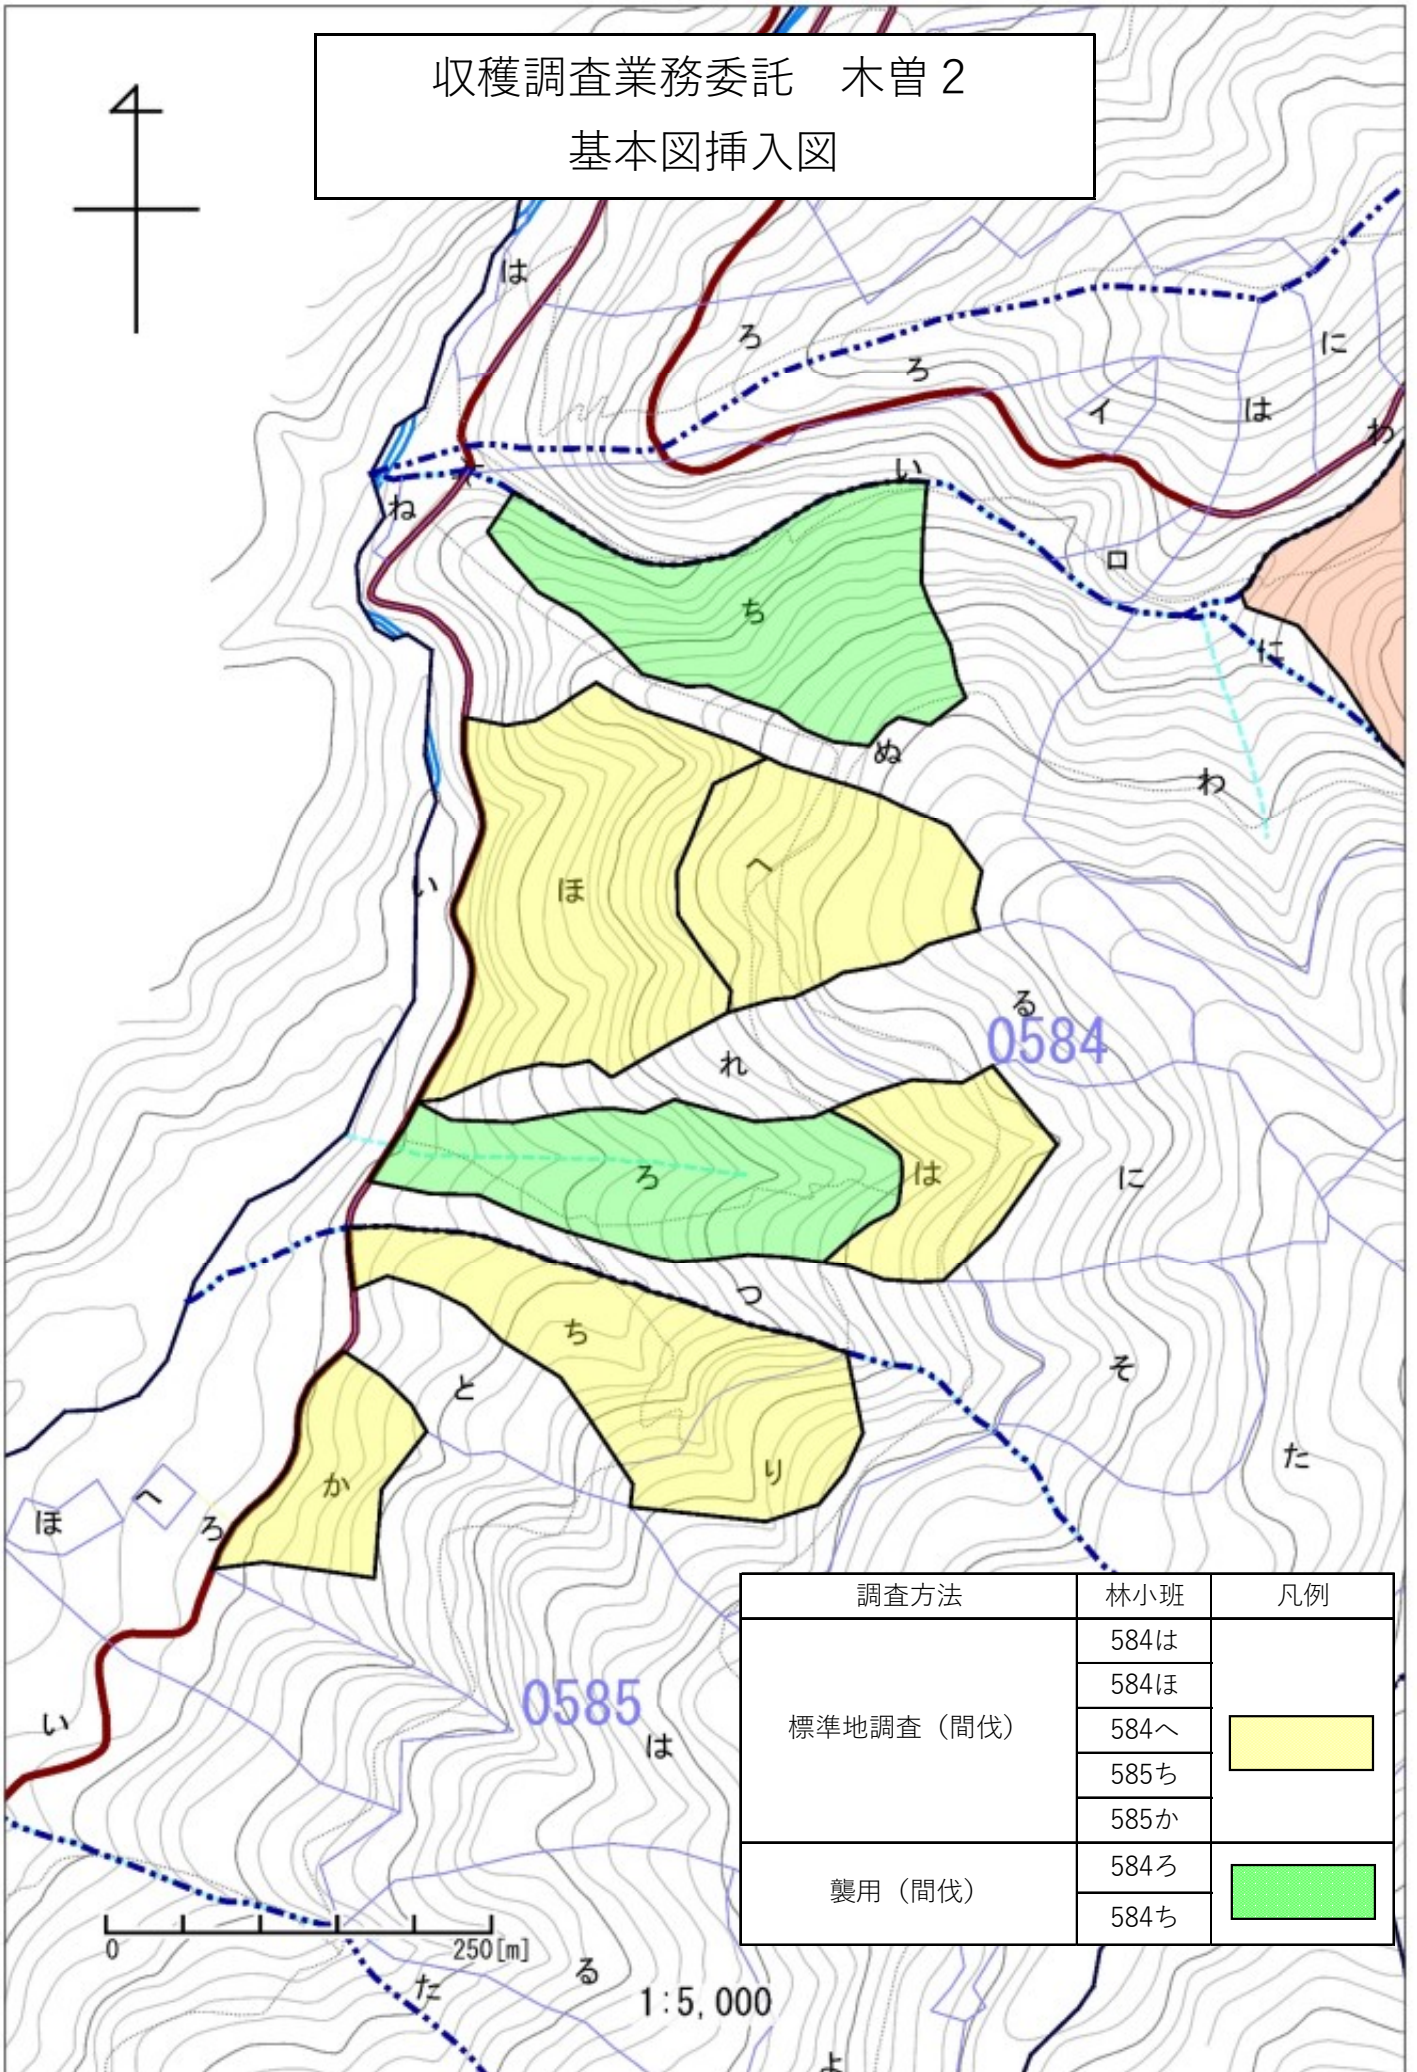 収穫調査業務委託　木曽２
基本図挿入図
は
ろ
ろ
に
イ
は
わ
い
ね
ロ
ち
に
ぬ
わ
へ
い
ほ
る
0584
れ
ろ
は
に
つ
ち
そ
と
た
り
か
へ
ほ
ろ
調査方法 林小班 凡例
標準地調査（間伐）
584は
584ほ
584へ
585ち
585か
襲用（間伐）
584ろ
584ち
0585
い
は
0 250[m]
る
た
1:5,000
よ